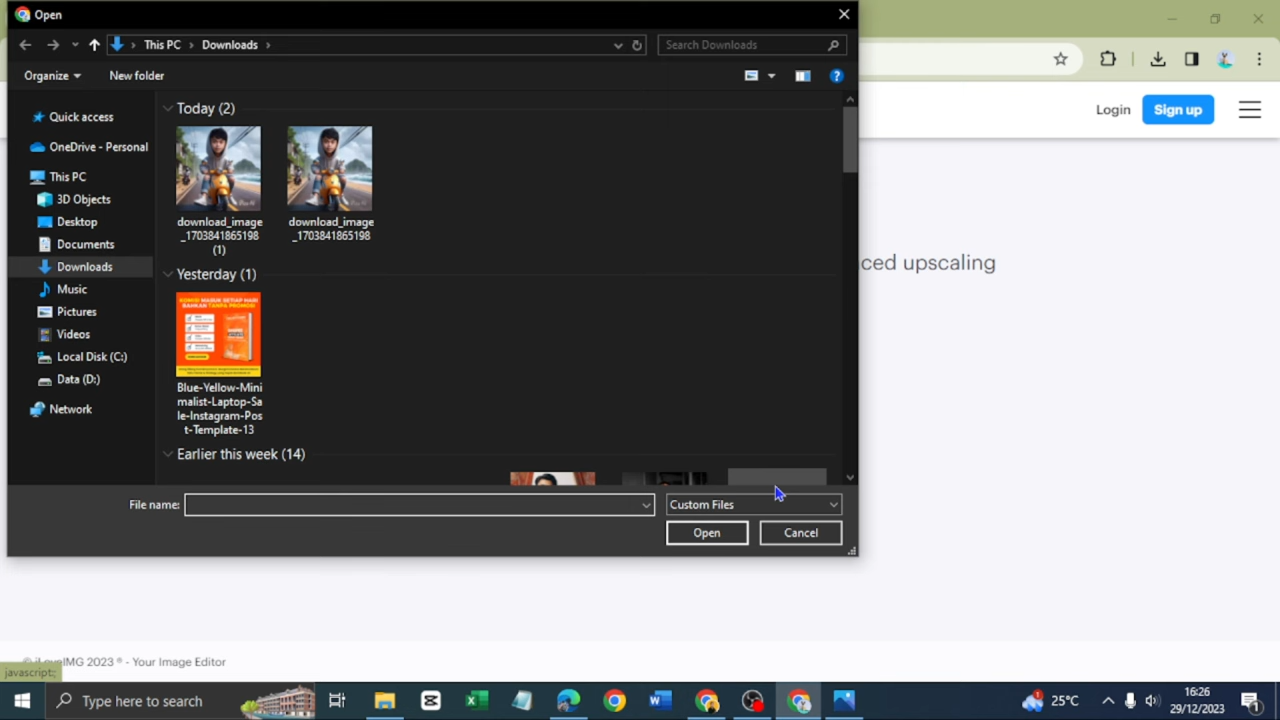 Open
This PC
Downloads
Search Downloads
Organize
New folder
Login
Sign up
Quick access
OneDrive - Personal
This PC
3D Objects
Desktop
Documents
Downloads
Music
Pictures
Videos
Local Disk (C:)
Data (D:)
Network
Today (2)
download_image
_1703841865198
(1)
download_image
_1703841865198
Yesterday (1)
Blue-Yellow-Mini
malist-Laptop-Sa
le-Instagram-Pos
t-Template-13
Earlier this week (14)
ced upscaling
File name:
Custom Files
Open
Cancel
© iLoveIMG 2023 ® - Your Image Editor
javascript:;
Type here to search
25°C
16:26
29/12/2023